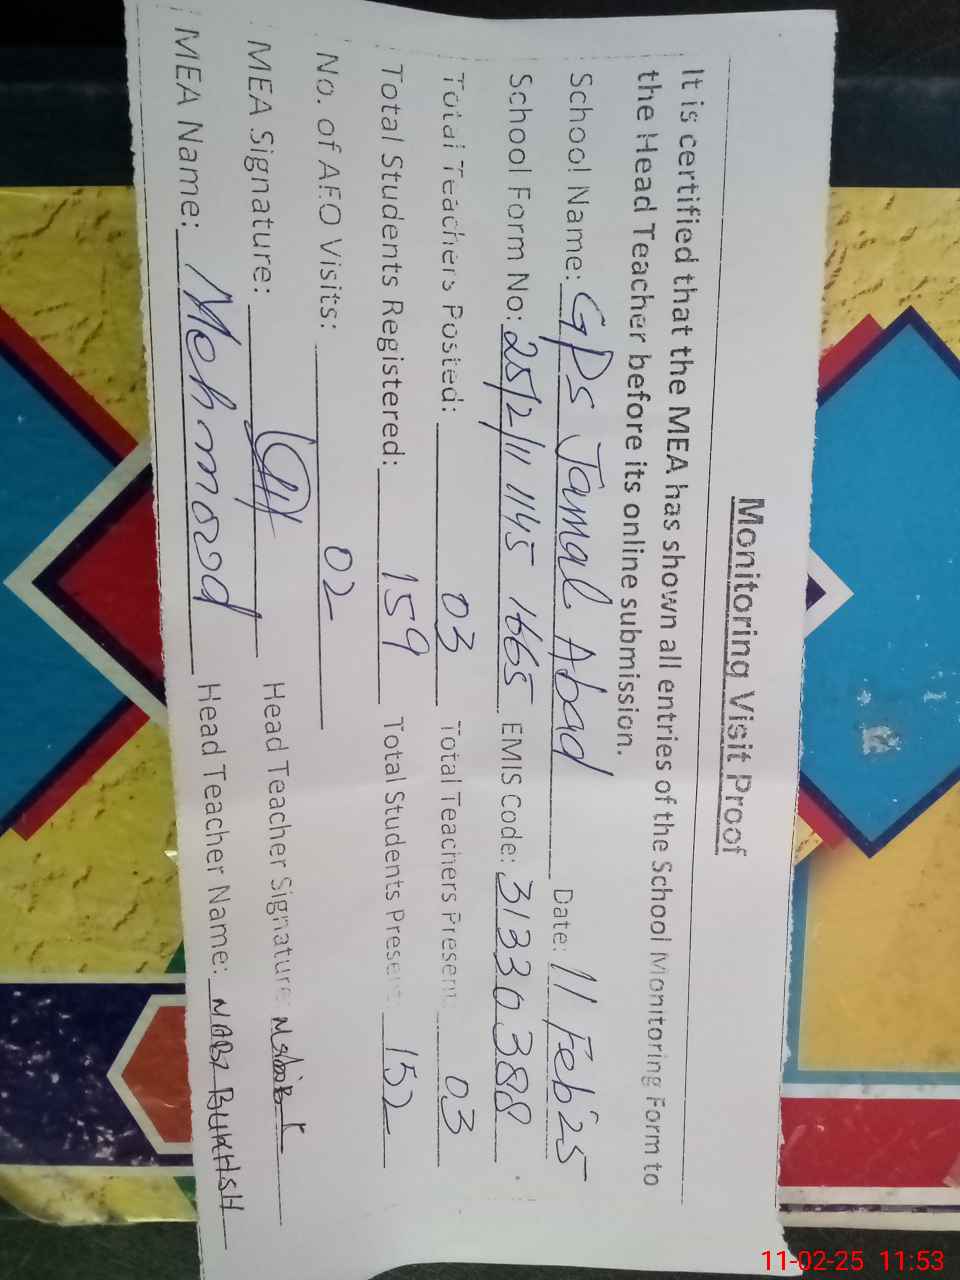 Monitoring Visit Proof
It is certified that the MEA has shown all entries of the School Monitoring Form to
the Head Teacher before its online submission.
School Name: GPS Jamal Abad Date: 11 Feb 25
School Form No: 25/2/11 1145 1665 EMIS Code: 31330388
Total Teachers Posted: 03 Total Teachers Present: 03
Total Students Registered: 159 Total Students Present: 152
No. of AEO Visits: 02
MEA Signature: Head Teacher Signature:
MEA Name: Mehmood Head Teacher Name: NABI BUKHSH
11-02-25 11:53